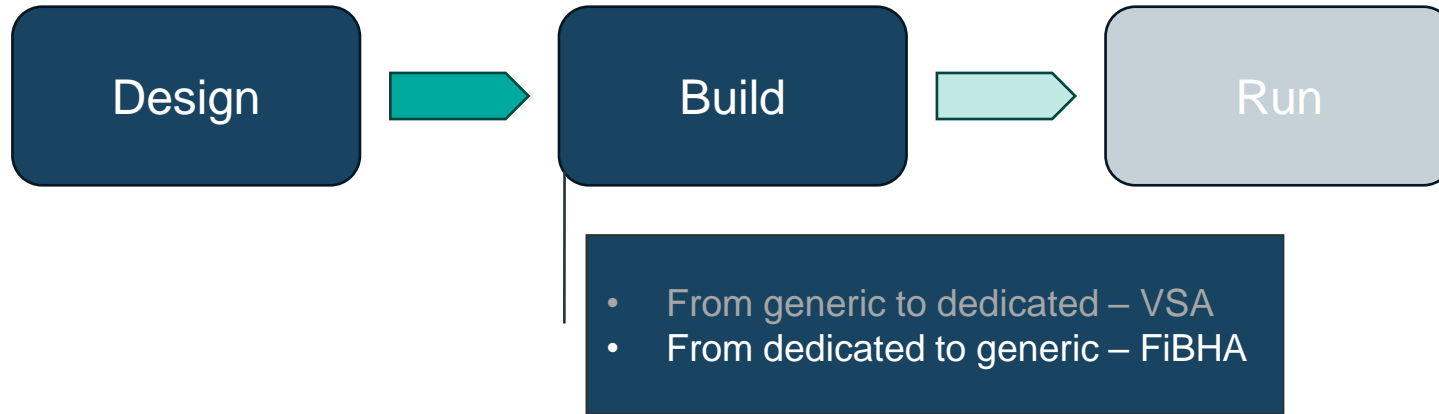 Design
Build
Run
• From generic to dedicated – VSA
• From dedicated to generic – FiBHA